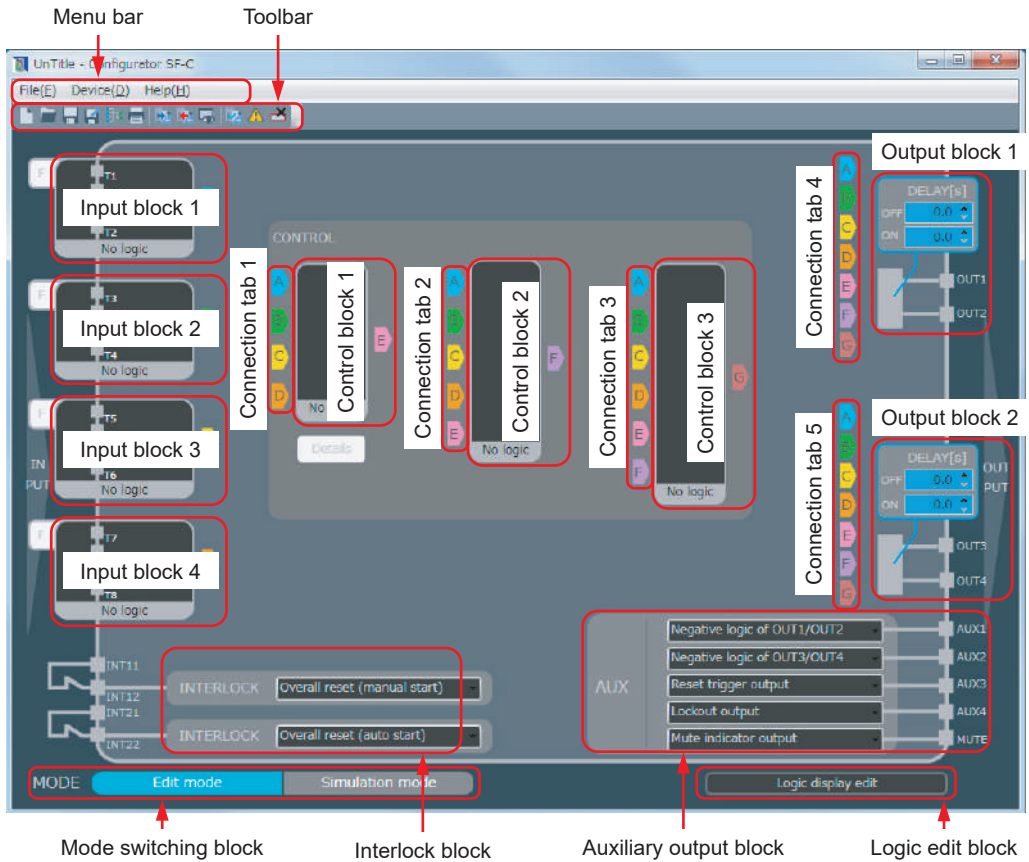 Menu bar
Toolbar
UnTitle - Configurator SF-C
File(F) Device(D) Help(H)
Output block 1
Connection tab 4
A
B
C
D
E
F
G
DELAY[s]
OFF 0.0
ON 0.0
OUT1
OUT2
F
T1
Input block 1
T2
No logic
F
T3
Input block 2
T4
No logic
F
T5
Input block 3
T6
No logic
IN
PUT
F
T7
Input block 4
T8
No logic
CONTROL
Connection tab 1
A
B
C
D
Control block 1
No
E
Details
Connection tab 2
A
B
C
D
E
Control block 2
No logic
F
Connection tab 3
A
B
C
D
E
F
Control block 3
No logic
G
Output block 2
Connection tab 5
A
B
C
D
E
F
G
DELAY[s]
OFF 0.0
ON 0.0
OUT
PUT
OUT3
OUT4
INT11
INT12
INT21
INT22
INTERLOCK Overall reset (manual start)
INTERLOCK Overall reset (auto start)
AUX
Negative logic of OUT1/OUT2 AUX1
Negative logic of OUT3/OUT4 AUX2
Reset trigger output AUX3
Lockout output AUX4
Mute indicator output MUTE
MODE Edit mode Simulation mode
Logic display edit
Mode switching block
Interlock block
Auxiliary output block
Logic edit block